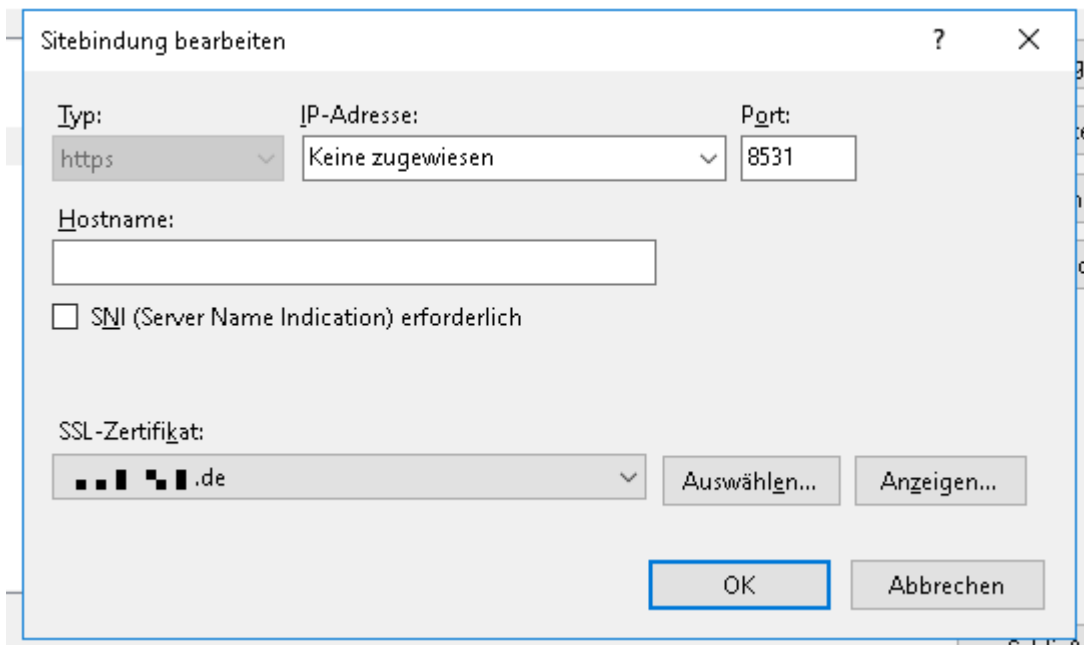 Sitebindung bearbeiten
Typ: IP-Adresse: Port:
https Keine zugewiesen 8531
Hostname:
SNI (Server Name Indication) erforderlich
SSL-Zertifikat:
.de Auswählen... Anzeigen...
OK Abbrechen